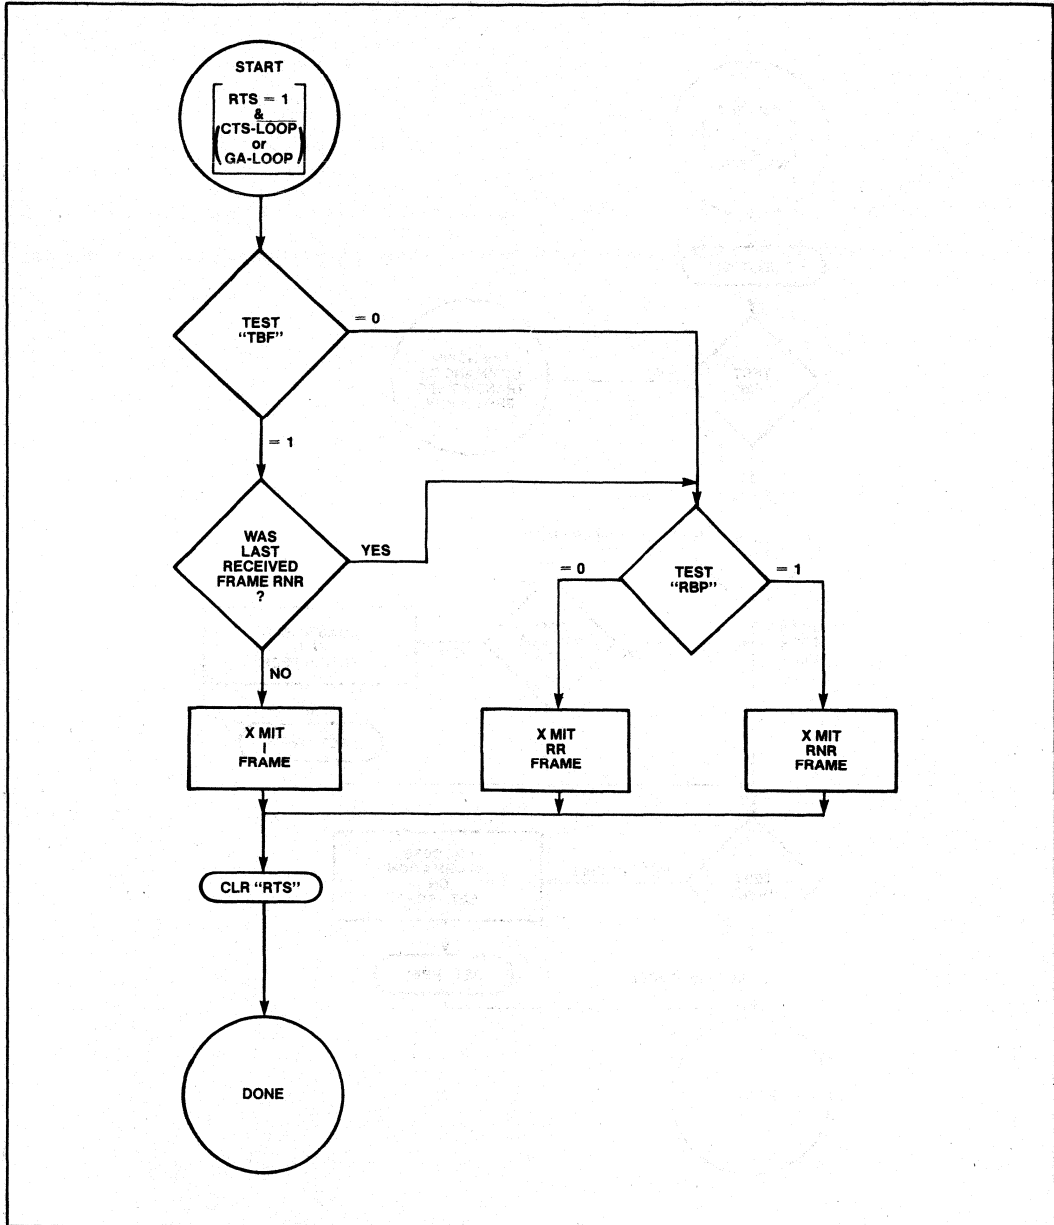 START
RTS = 1
&
CTS-LOOP
or
GA-LOOP
TEST
“TBF”
= 0
= 1
WAS
LAST
RECEIVED
FRAME RNR
?
YES
NO
TEST
“RBP”
= 0
= 1
X MIT
I
FRAME
X MIT
RR
FRAME
X MIT
RNR
FRAME
CLR “RTS”
DONE